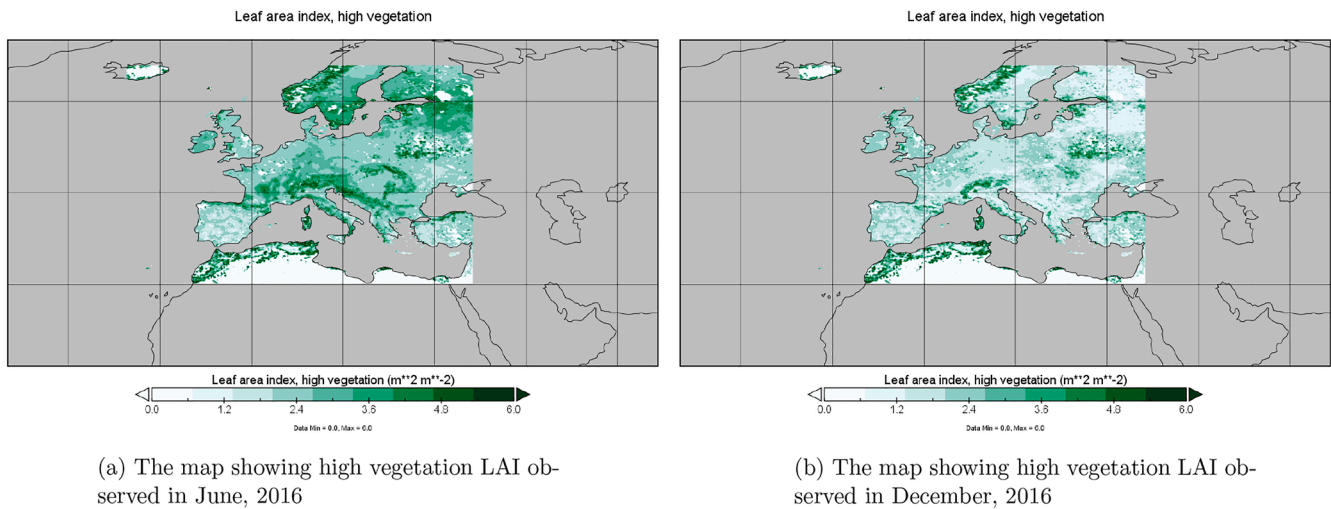 Leaf area index, high vegetation
Leaf area index, high vegetation (m**2 m**-2)
0.0 1.2 2.4 3.6 4.8 6.0
Data Min = 0.0, Max = 6.0
(a) The map showing high vegetation LAI ob-
served in June, 2016
Leaf area index, high vegetation
Leaf area index, high vegetation (m**2 m**-2)
0.0 1.2 2.4 3.6 4.8 6.0
Data Min = 0.0, Max = 6.0
(b) The map showing high vegetation LAI ob-
served in December, 2016